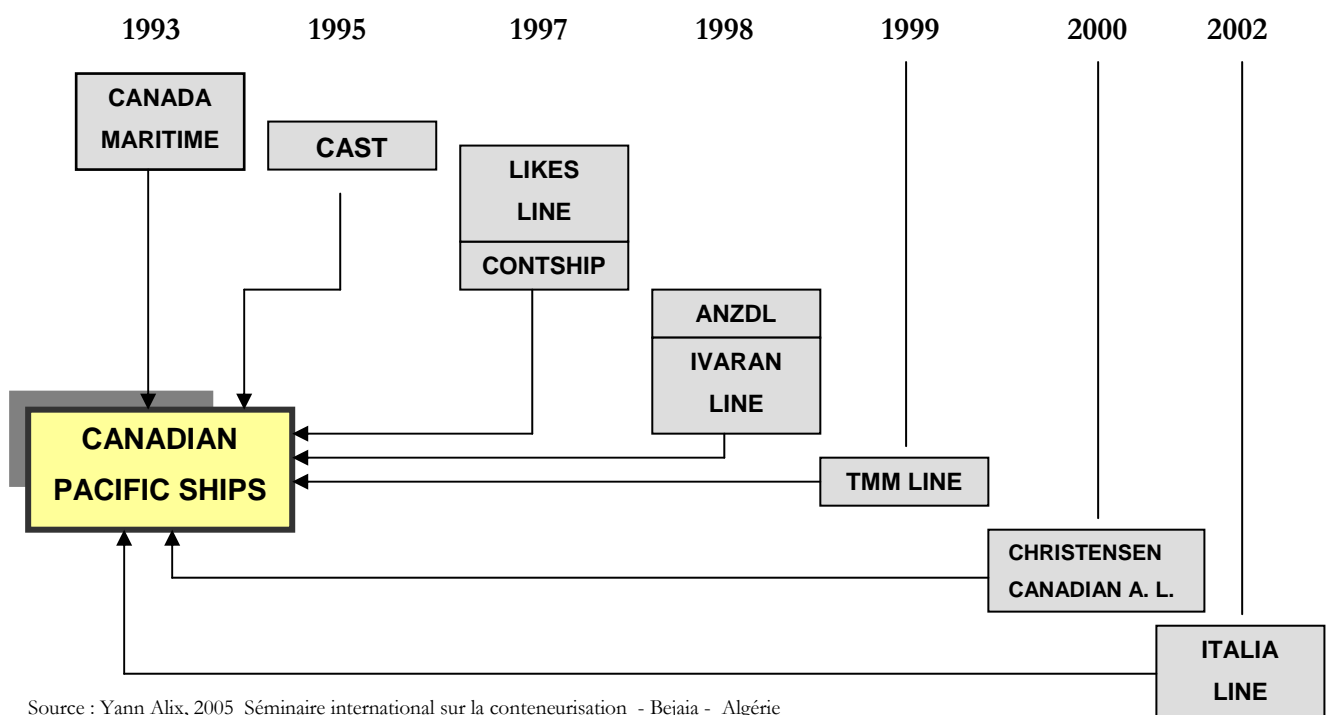 1993 1995 1997 1998 1999 2000 2002
CANADA
MARITIME
CAST
LIKES
LINE
CONTSHIP
ANZDL
IVARAN
LINE
CANADIAN
PACIFIC SHIPS
TMM LINE
CHRISTENSEN
CANADIAN A. L.
ITALIA
LINE
Source : Yann Alix, 2005 Séminaire international sur la conteneurisation - Bejaia - Algérie